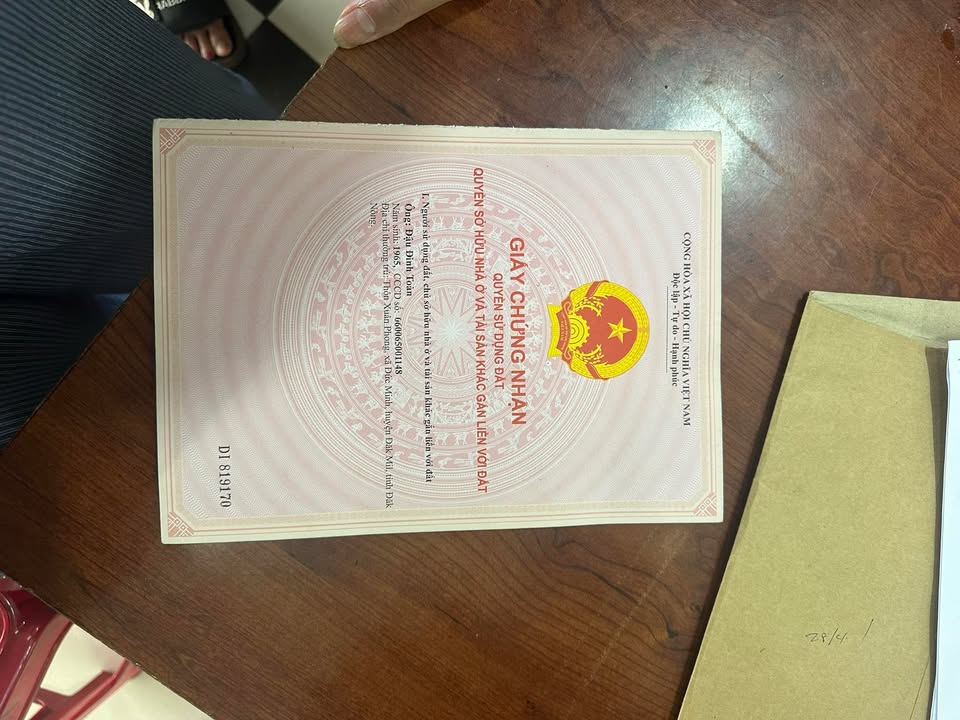 CỘNG HÒA XÃ HỘI CHỦ NGHĨA VIỆT NAM
Độc lập - Tự do - Hạnh phúc
GIẤY CHỨNG NHẬN
QUYỀN SỬ DỤNG ĐẤT
QUYỀN SỞ HỮU NHÀ Ở VÀ TÀI SẢN KHÁC GẮN LIỀN VỚI ĐẤT
I. Người sử dụng đất, chủ sở hữu nhà ở và tài sản khác gắn liền với đất
Ông: Đậu Đình Toàn
Năm sinh: 1965, CCCD số: 066065001148
Địa chỉ thường trú: Thôn Xuân Phong, xã Đức Minh, huyện Đăk Mil, tỉnh Đăk
Nông.
DI 819170
28/4